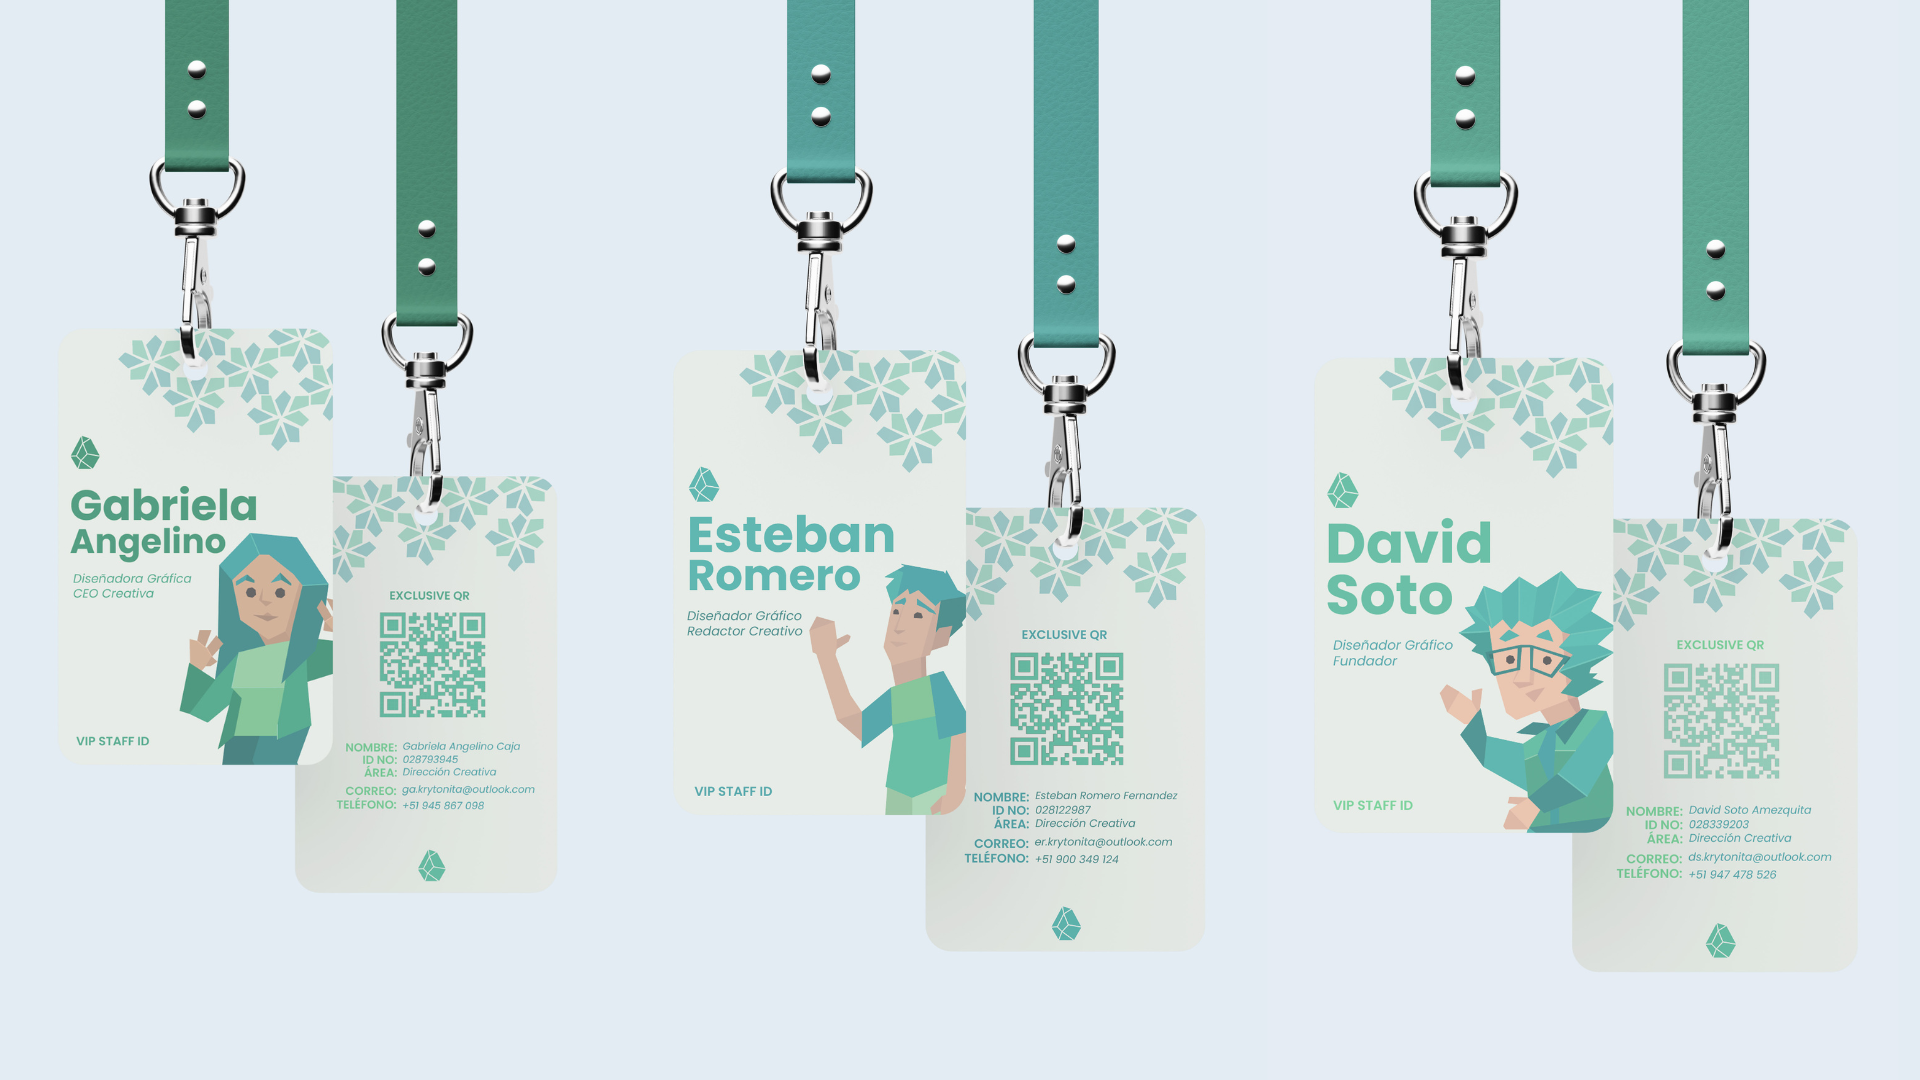 Gabriela
Angelino
Diseñadora Gráfica
CEO Creativa
VIP STAFF ID
EXCLUSIVE QR
NOMBRE: Gabriela Angelino Caja
ID NO: 028793945
ÁREA: Dirección Creativa
CORREO: ga.krytonita@outlook.com
TELÉFONO: +51 945 867 098
Esteban
Romero
Diseñador Gráfico
Redactor Creativo
VIP STAFF ID
EXCLUSIVE QR
NOMBRE: Esteban Romero Fernandez
ID NO: 028122987
ÁREA: Dirección Creativa
CORREO: er.krytonita@outlook.com
TELÉFONO: +51 900 349 124
David
Soto
Diseñador Gráfico
Fundador
VIP STAFF ID
EXCLUSIVE QR
NOMBRE: David Soto Amezquita
ID NO: 028339203
ÁREA: Dirección Creativa
CORREO: ds.krytonita@outlook.com
TELÉFONO: +51 947 478 526